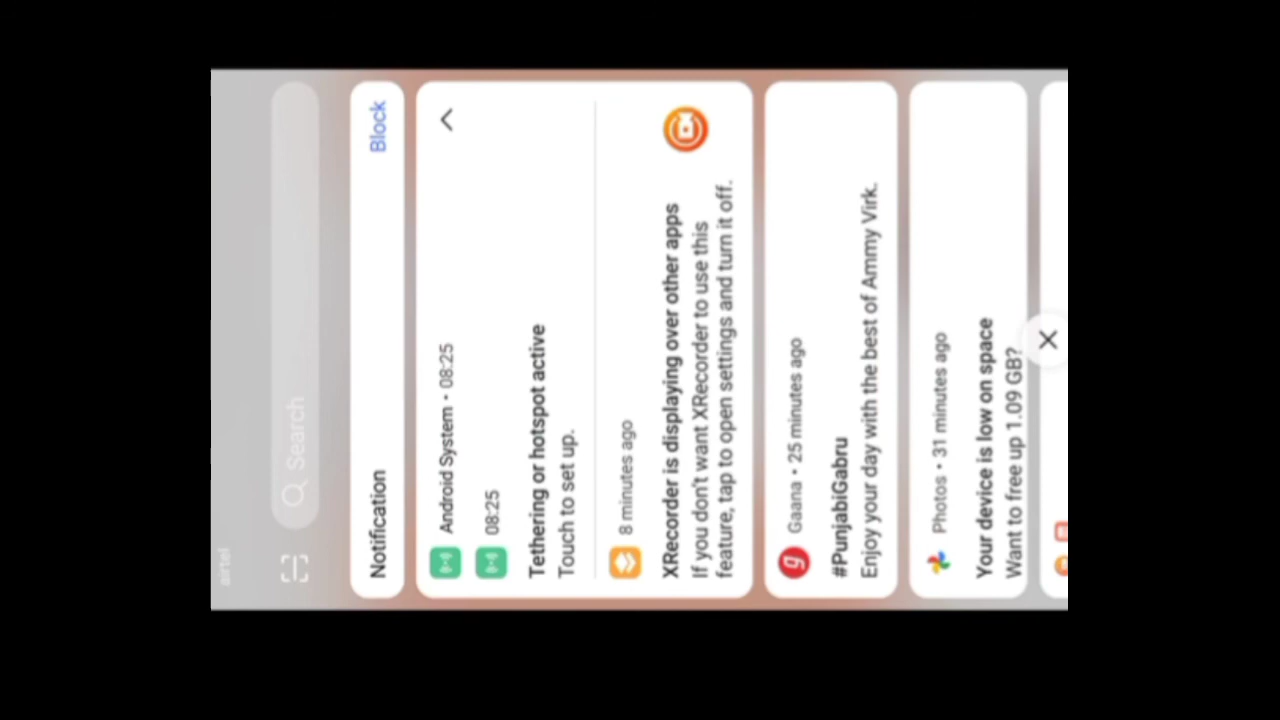 airtel
Search
Notification Block
Android System • 08:25
08:25
Tethering or hotspot active
Touch to set up.
8 minutes ago
XRecorder is displaying over other apps
If you don't want XRecorder to use this
feature, tap to open settings and turn it off.
Gaana • 25 minutes ago
#PunjabiGabru
Enjoy your day with the best of Ammy Virk.
Photos • 31 minutes ago
Your device is low on space
Want to free up 1.09 GB?